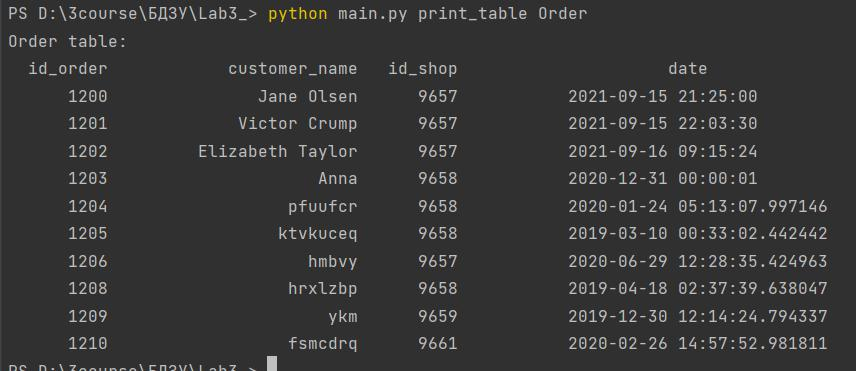 PS D:\3course\БДЗУ\Lab3_> python main.py print_table Order
Order table:
id_order customer_name id_shop date
1200 Jane Olsen 9657 2021-09-15 21:25:00
1201 Victor Crump 9657 2021-09-15 22:03:30
1202 Elizabeth Taylor 9657 2021-09-16 09:15:24
1203 Anna 9658 2020-12-31 00:00:01
1204 pfuufcr 9658 2020-01-24 05:13:07.997146
1205 ktvkuceq 9658 2019-03-10 00:33:02.442442
1206 hmbvy 9657 2020-06-29 12:28:35.424963
1208 hrxlzbp 9658 2019-04-18 02:37:39.638047
1209 ykm 9659 2019-12-30 12:14:24.794337
1210 fsmcdrq 9661 2020-02-26 14:57:52.981811
PS D:\3course\БДЗУ\Lab3_>